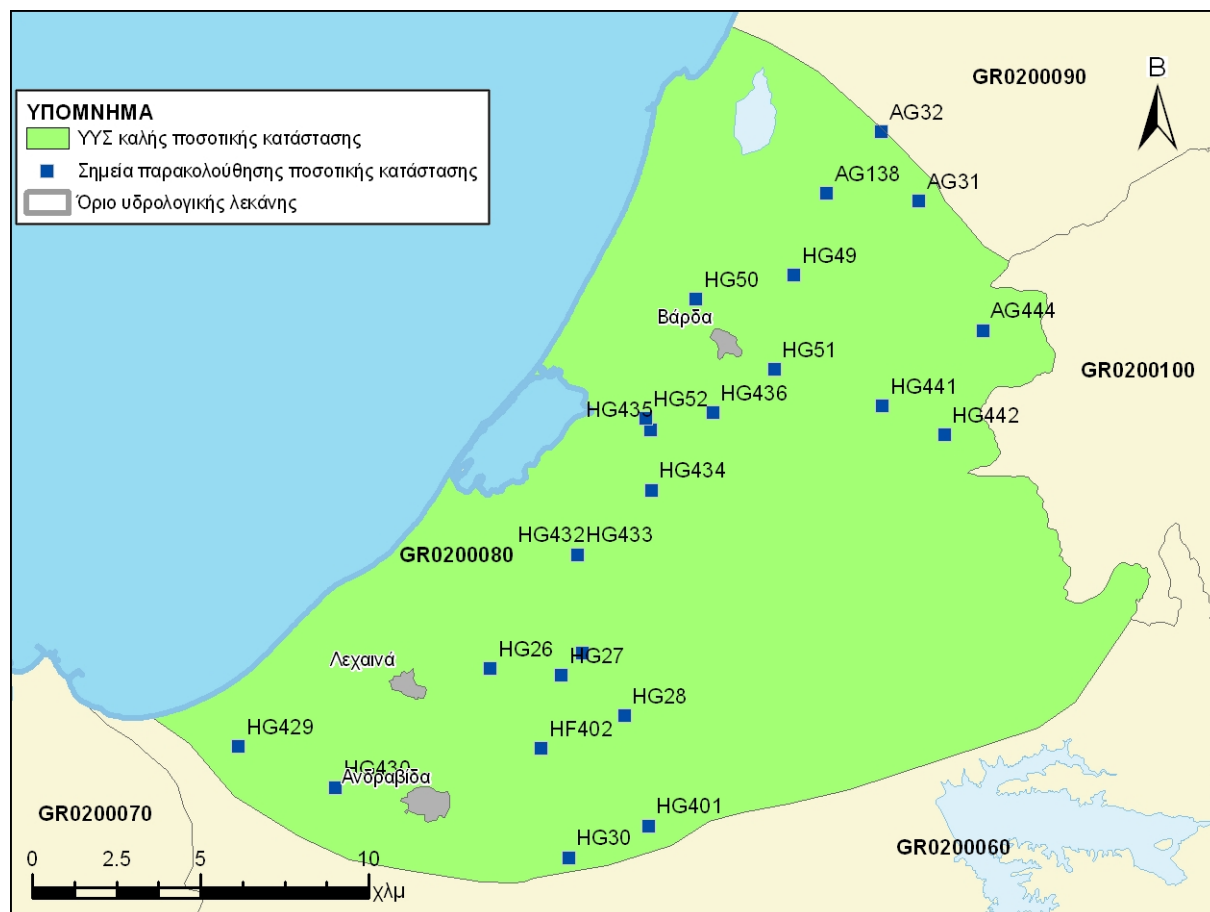 GR0200090
Β
ΥΠΟΜΝΗΜΑ
ΥΥΣ καλής ποσοτικής κατάστασης
Σημεία παρακολούθησης ποσοτικής κατάστασης
Όριο υδρολογικής λεκάνης
AG32
AG138
AG31
HG49
HG50
AG444
Βάρδα
HG51
GR0200100
HG52
HG436
HG441
HG435
HG442
HG434
HG432
HG433
GR0200080
Λεχαινά
HG26
HG27
HG28
HG429
HF402
HG430
Ανδραβίδα
GR0200070
HG401
GR0200060
HG30
0 2.5 5 10
χλμ